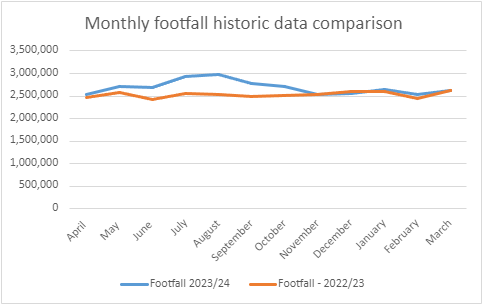 Monthly footfall historic data comparison
3,500,000
3,000,000
2,500,000
2,000,000
1,500,000
1,000,000
500,000
0
April
May
June
July
August
September
October
November
December
January
February
March
Footfall 2023/24
Footfall - 2022/23